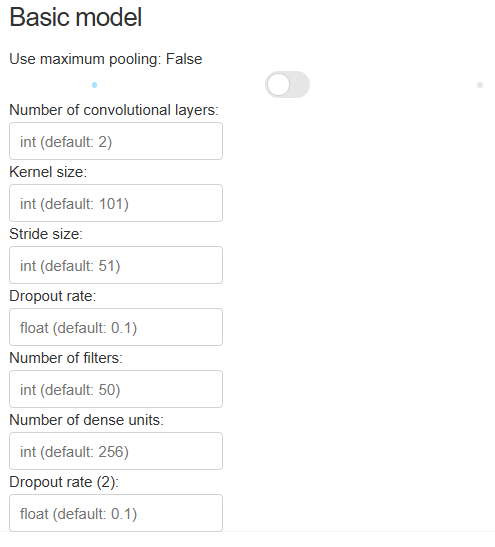 Basic model
Use maximum pooling: False
Number of convolutional layers:
int (default: 2)
Kernel size:
int (default: 101)
Stride size:
int (default: 51)
Dropout rate:
float (default: 0.1)
Number of filters:
int (default: 50)
Number of dense units:
int (default: 256)
Dropout rate (2):
float (default: 0.1)